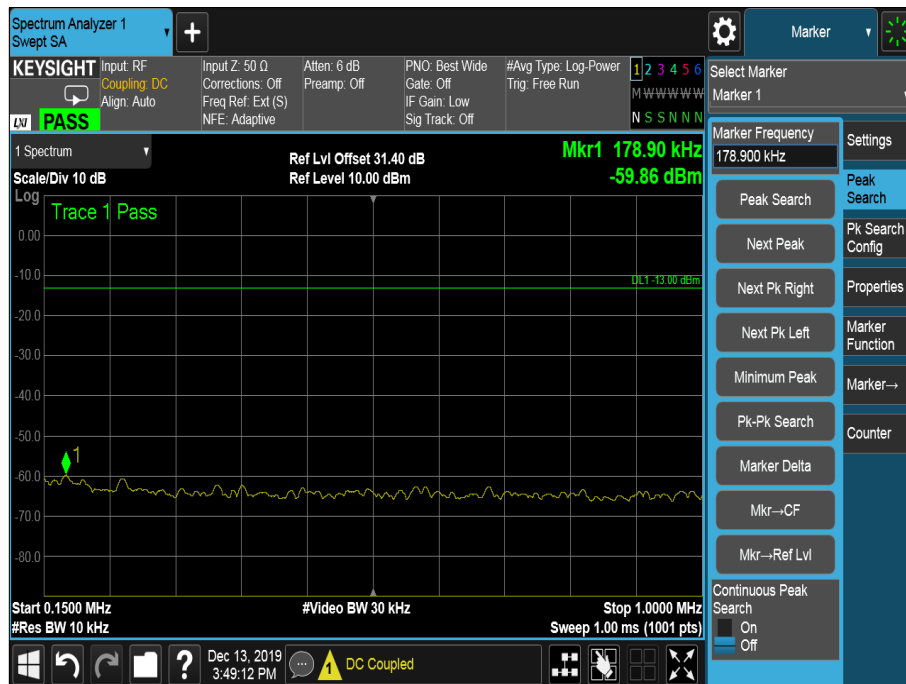 Spectrum Analyzer 1
Swept SA
+
Marker
KEYSIGHT
Input: RF
Coupling: DC
Align: Auto
LXI PASS
Input Z: 50 Ω
Corrections: Off
Freq Ref: Ext (S)
NFE: Adaptive
Atten: 6 dB
Preamp: Off
PNO: Best Wide
Gate: Off
IF Gain: Low
Sig Track: Off
#Avg Type: Log-Power
Trig: Free Run
1 2 3 4 5 6
M W W W W W
N S S N N N
Select Marker
Marker 1
1 Spectrum
Scale/Div 10 dB
Ref Lvl Offset 31.40 dB
Ref Level 10.00 dBm
Mkr1 178.90 kHz
-59.86 dBm
Log
Trace 1 Pass
0.00
-10.0
DL1 -13.00 dBm
-20.0
-30.0
-40.0
-50.0
1
-60.0
-70.0
-80.0
Start 0.1500 MHz
#Res BW 10 kHz
#Video BW 30 kHz
Stop 1.0000 MHz
Sweep 1.00 ms (1001 pts)
Marker Frequency
178.900 kHz
Peak Search
Next Peak
Next Pk Right
Next Pk Left
Minimum Peak
Pk-Pk Search
Marker Delta
Mkr→CF
Mkr→Ref Lvl
Continuous Peak
Search
On
Off
Settings
Peak
Search
Pk Search
Config
Properties
Marker
Function
Marker→
Counter
?
Dec 13, 2019
3:49:12 PM
1
DC Coupled